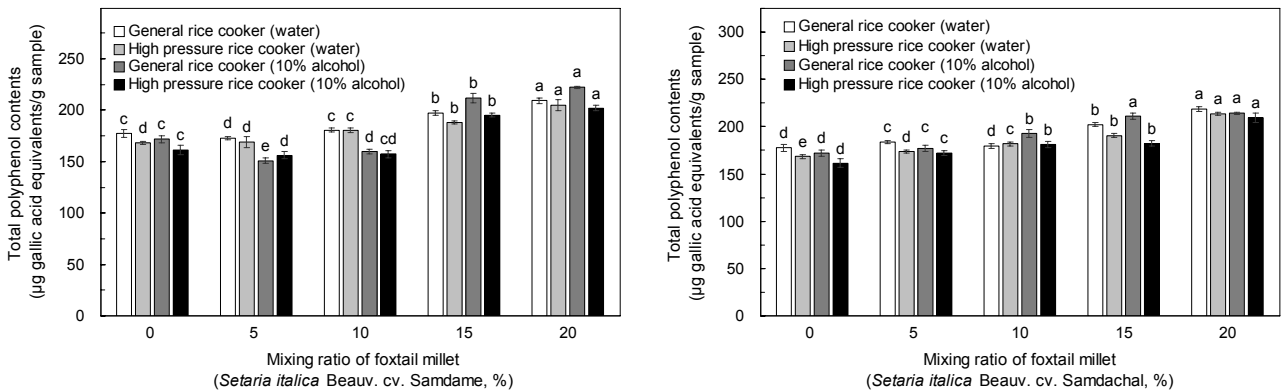 Total polyphenol contents
(μg gallic acid equivalents/g sample)
250
200
150
100
50
0
General rice cooker (water)
High pressure rice cooker (water)
General rice cooker (10% alcohol)
High pressure rice cooker (10% alcohol)
c d c c
d d e d
c c d cd
b b b b
a a a a
0 5 10 15 20
Mixing ratio of foxtail millet
(Setaria italica Beauv. cv. Samdame, %)
Total polyphenol contents
(μg gallic acid equivalents/g sample)
300
250
200
150
100
50
0
General rice cooker (water)
High pressure rice cooker (water)
General rice cooker (10% alcohol)
High pressure rice cooker (10% alcohol)
d e d d
c d c c
d c b b
b b a b
a a a a
0 5 10 15 20
Mixing ratio of foxtail millet
(Setaria italica Beauv. cv. Samdachal, %)